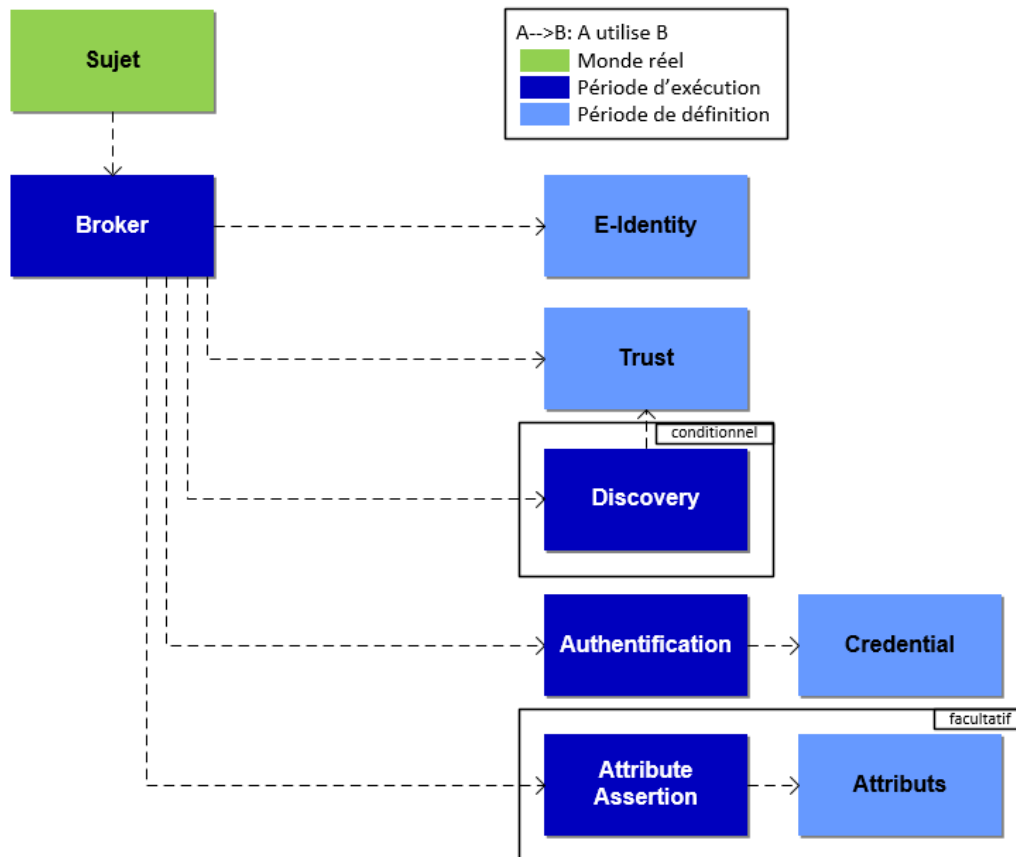 Sujet
A-->B: A utilise B
Monde réel
Période d'exécution
Période de définition
Broker
E-Identity
Trust
conditionnel
Discovery
Authentification
Credential
facultatif
Attribute
Assertion
Attributs